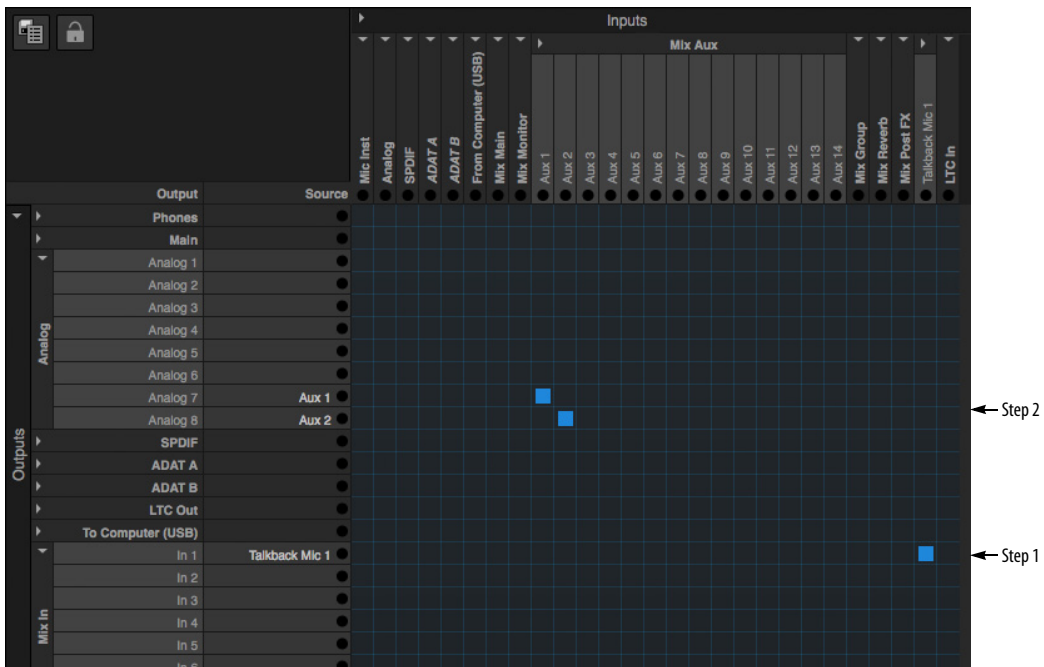 Inputs
Mix Aux
Mic Inst
Analog
SPDIF
ADAT A
ADAT B
From Computer (USB)
Mix Main
Mix Monitor
Aux 1
Aux 2
Aux 3
Aux 4
Aux 5
Aux 6
Aux 7
Aux 8
Aux 9
Aux 10
Aux 11
Aux 12
Aux 13
Aux 14
Mix Group
Mix Reverb
Mix Post FX
Talkback Mic 1
LTC In
Output Source
Outputs
Phones
Main
Analog
Analog 1
Analog 2
Analog 3
Analog 4
Analog 5
Analog 6
Analog 7 Aux 1
Step 2
Analog 8 Aux 2
SPDIF
ADAT A
ADAT B
LTC Out
To Computer (USB)
Mix In
In 1 Talkback Mic 1
Step 1
In 2
In 3
In 4
In 5